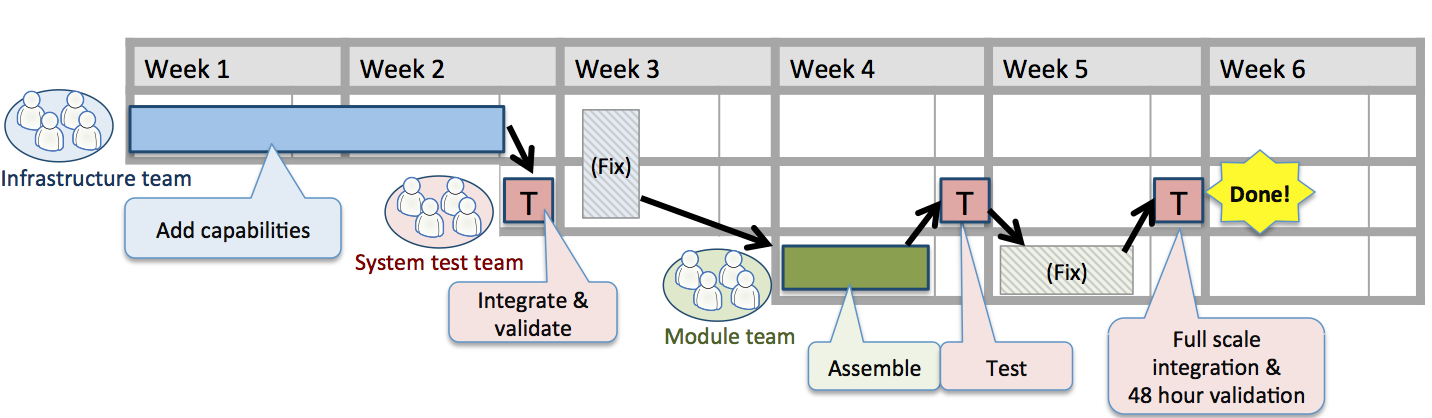 Week 1
Week 2
Week 3
Week 4
Week 5
Week 6
Infrastructure team
Add capabilities
System test team
T
Integrate &
validate
(Fix)
Module team
Assemble
T
Test
(Fix)
T
Full scale
integration &
48 hour validation
Done!